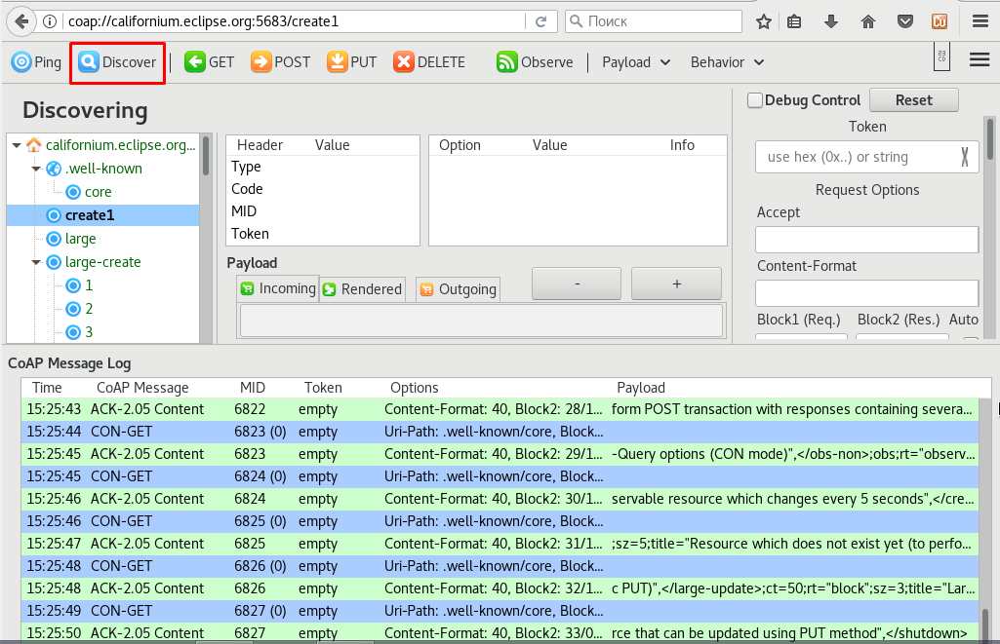 coap://californium.eclipse.org:5683/create1 Поиск
Ping Discover GET POST PUT DELETE Observe Payload Behavior
Discovering
Debug Control Reset
Token
use hex (0x..) or string
Request Options
Accept
Content-Format
Block1 (Req.) Block2 (Res.) Auto
californium.eclipse.org...
.well-known
core
create1
large
large-create
1
2
3
Header Value
Type
Code
MID
Token
Option Value Info
Payload
Incoming Rendered Outgoing - +
CoAP Message Log
Time CoAP Message MID Token Options Payload
15:25:43 ACK-2.05 Content 6822 empty Content-Format: 40, Block2: 28/1... form POST transaction with responses containing severa...
15:25:44 CON-GET 6823 (0) empty Uri-Path: .well-known/core, Block...
15:25:45 ACK-2.05 Content 6823 empty Content-Format: 40, Block2: 29/1... -Query options (CON mode)",</obs-non>;obs;rt="observ...
15:25:45 CON-GET 6824 (0) empty Uri-Path: .well-known/core, Block...
15:25:46 ACK-2.05 Content 6824 empty Content-Format: 40, Block2: 30/1... servable resource which changes every 5 seconds",</cre...
15:25:46 CON-GET 6825 (0) empty Uri-Path: .well-known/core, Block...
15:25:47 ACK-2.05 Content 6825 empty Content-Format: 40, Block2: 31/1... ;sz=5;title="Resource which does not exist yet (to perfo...
15:25:48 CON-GET 6826 (0) empty Uri-Path: .well-known/core, Block...
15:25:48 ACK-2.05 Content 6826 empty Content-Format: 40, Block2: 32/1... c PUT)",</large-update>;ct=50;rt="block";sz=3;title="Lar...
15:25:49 CON-GET 6827 (0) empty Uri-Path: .well-known/core, Block...
15:25:50 ACK-2.05 Content 6827 empty Content-Format: 40, Block2: 33/0... rce that can be updated using PUT method",</shutdown>